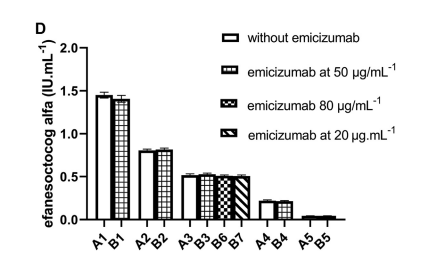 D
efanesoctocog alfa (IU.mL⁻¹)
2.0
1.5
1.0
0.5
0.0
without emicizumab
emicizumab at 50 µg/mL⁻¹
emicizumab 80 µg/mL⁻¹
emicizumab at 20 µg.mL⁻¹
A1 B1 A2 B2 A3 B3 B6 B7 A4 B4 A5 B5